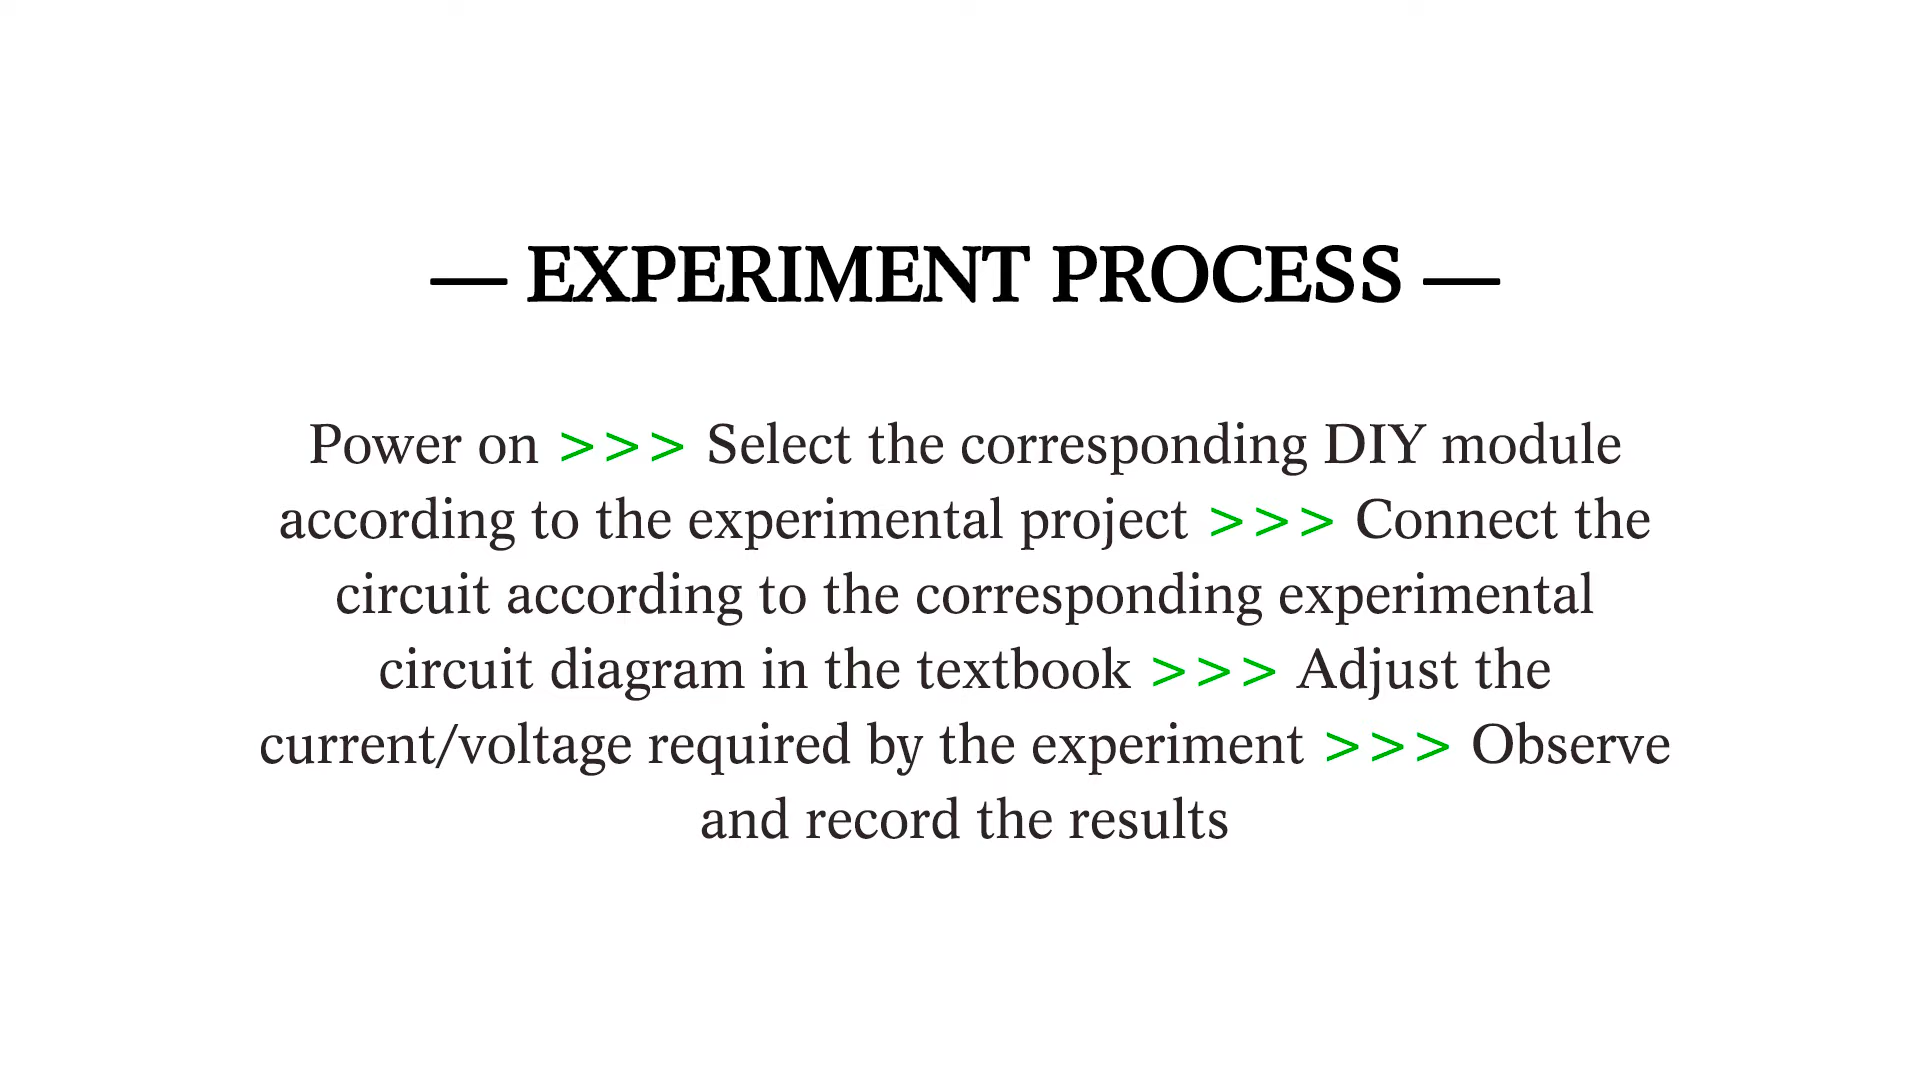 — EXPERIMENT PROCESS —
Power on >>> Select the corresponding DIY module
according to the experimental project >>> Connect the
circuit according to the corresponding experimental
circuit diagram in the textbook >>> Adjust the
current/voltage required by the experiment >>> Observe
and record the results